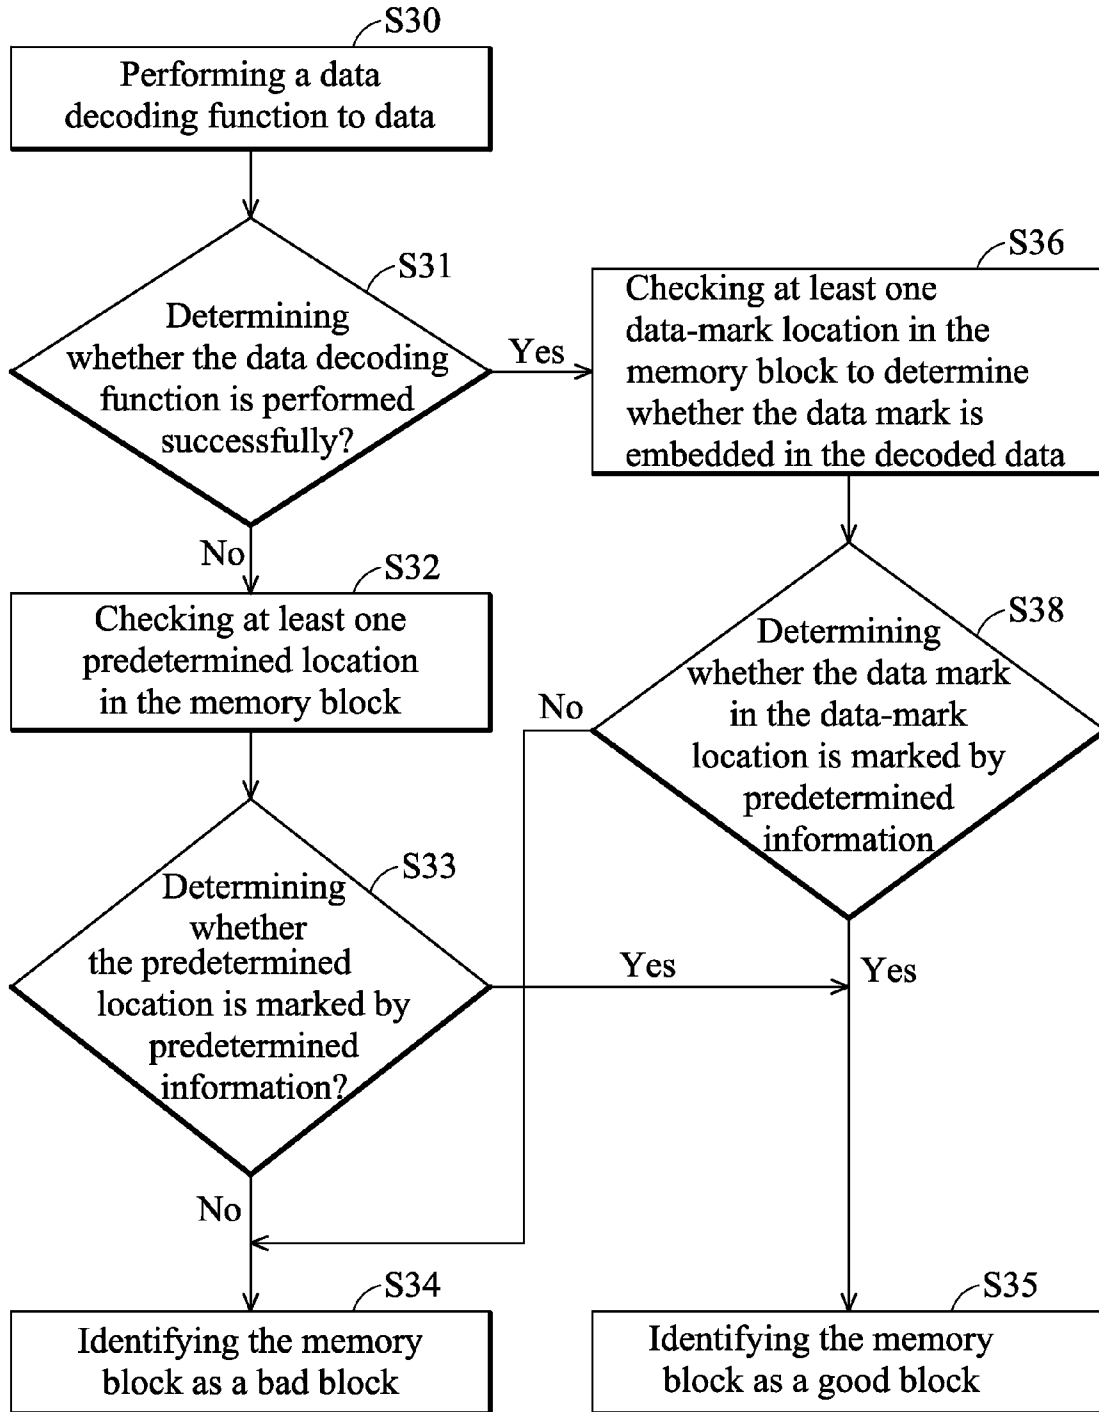 S30
Performing a data
decoding function to data
S31
Determining
whether the data decoding
function is performed
successfully?
Yes
No
S36
Checking at least one
data-mark location in the
memory block to determine
whether the data mark is
embedded in the decoded data
S32
Checking at least one
predetermined location
in the memory block
S38
Determining
whether the data mark
in the data-mark
location is marked by
predetermined
information
No
Yes
S33
Determining
whether
the predetermined
location is marked by
predetermined
information?
Yes
No
S34
Identifying the memory
block as a bad block
S35
Identifying the memory
block as a good block